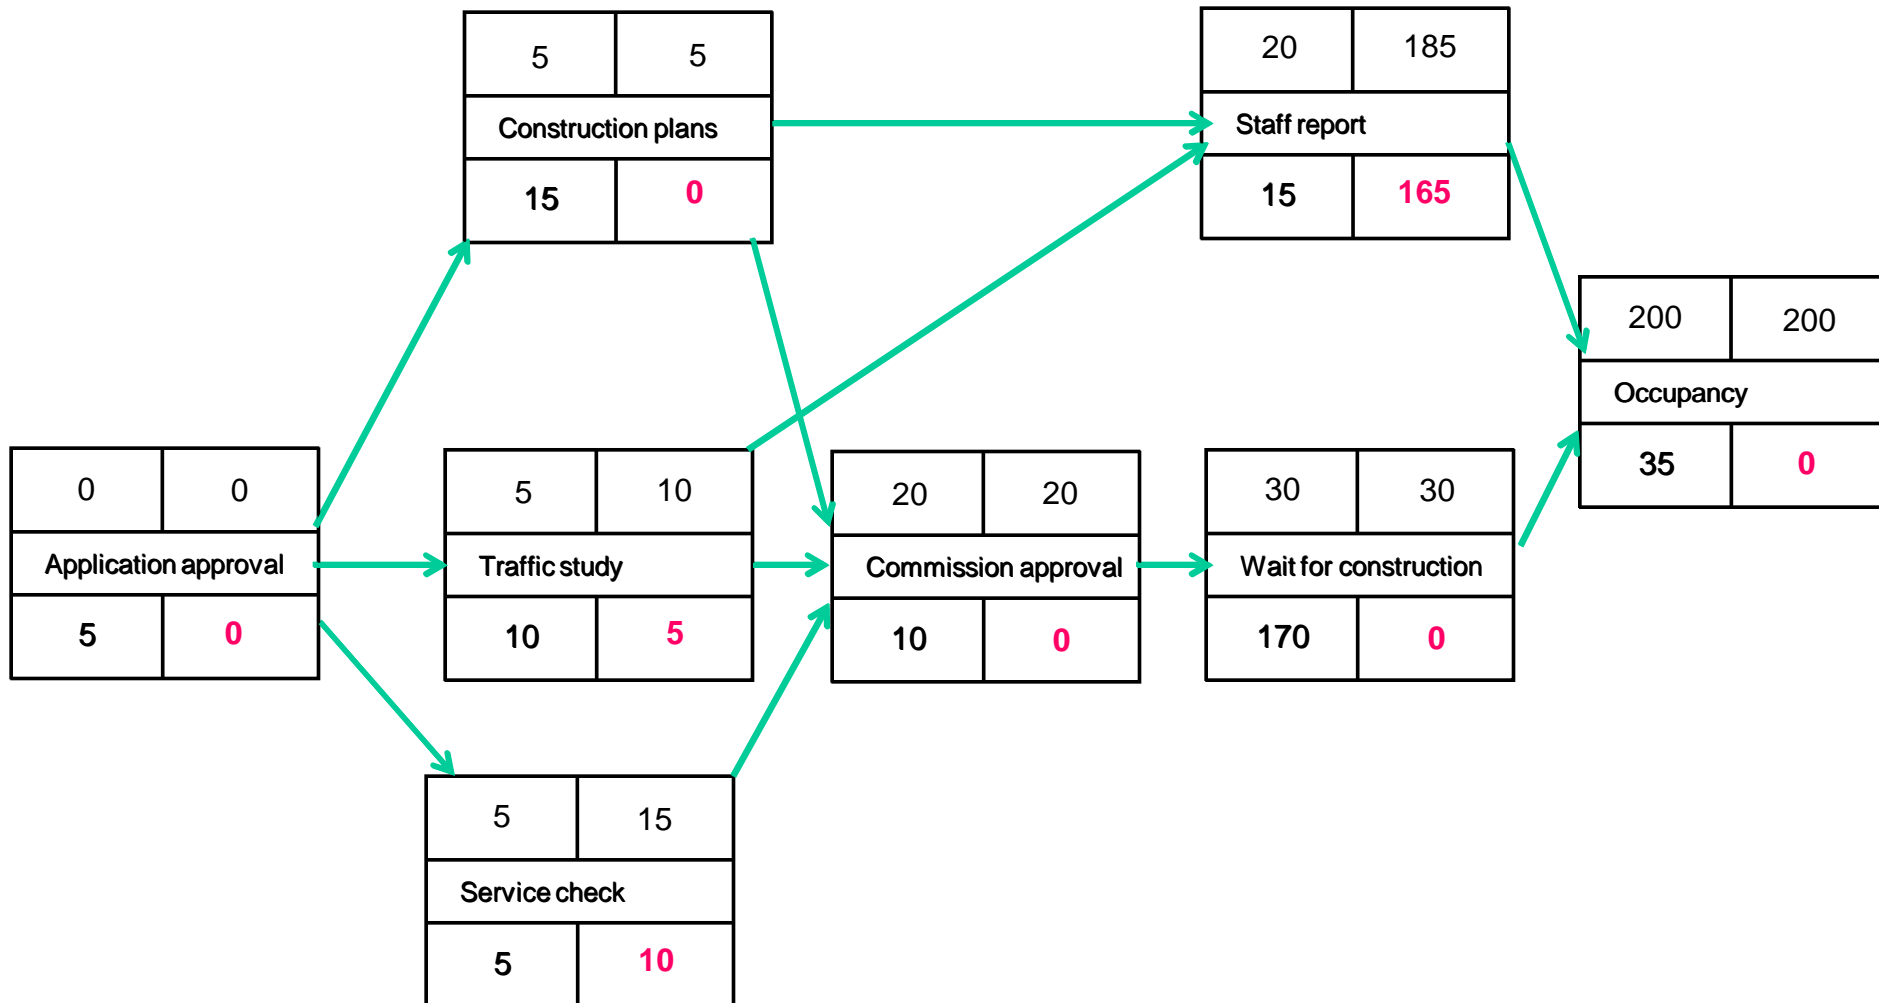 5 5
Construction plans
15 0
20 185
Staff report
15 165
200 200
Occupancy
35 0
0 0
Application approval
5 0
5 10
Traffic study
10 5
20 20
Commission approval
10 0
30 30
Wait for construction
170 0
5 15
Service check
5 10